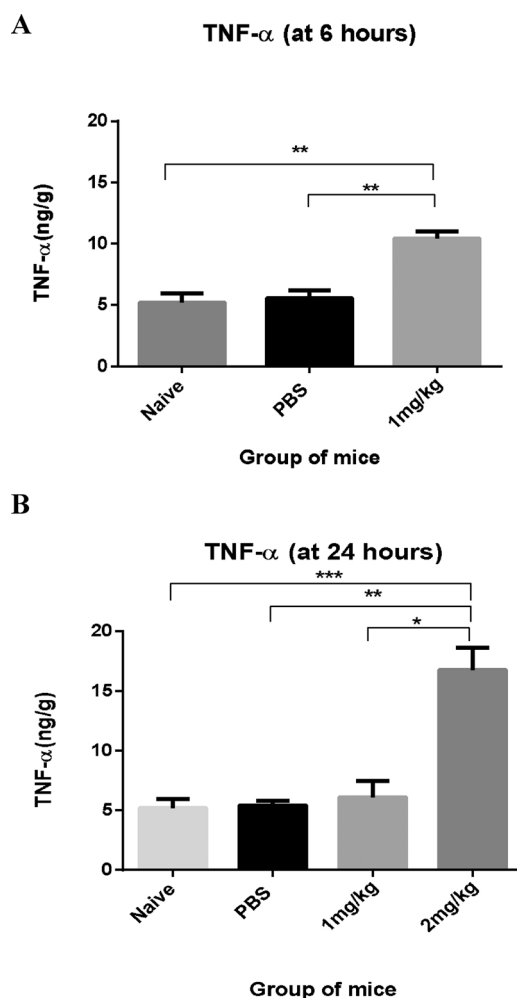 A
TNF-α (at 6 hours)
TNF-α(ng/g)
20
15
10
5
0
**
**
Naive
PBS
1mg/kg
Group of mice
B
TNF-α (at 24 hours)
TNF-α(ng/g)
20
15
10
5
0
***
**
*
Naive
PBS
1mg/kg
2mg/kg
Group of mice